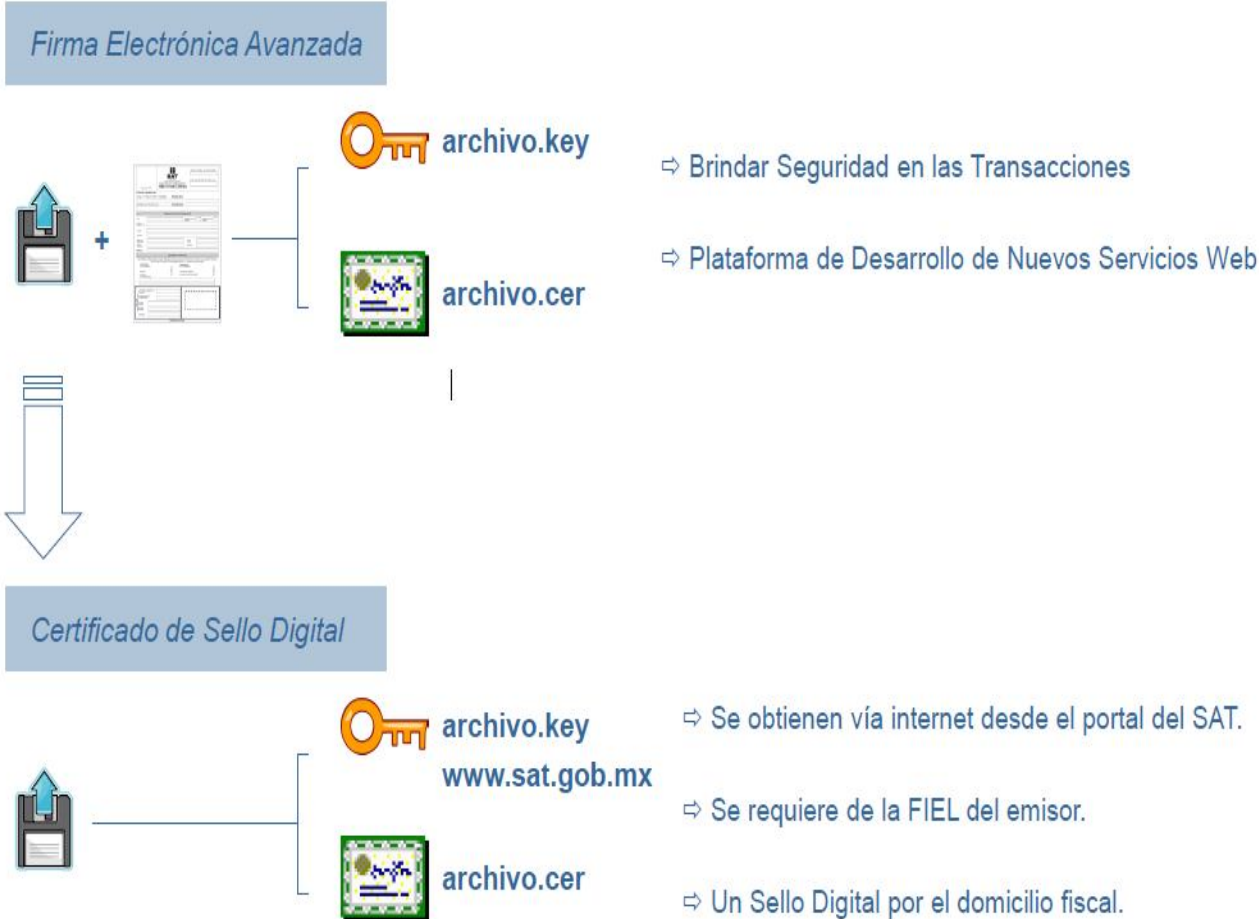 Firma Electrónica Avanzada
archivo.key
⇨ Brindar Seguridad en las Transacciones
+
SAT
⇨ Plataforma de Desarrollo de Nuevos Servicios Web
archivo.cer
Certificado de Sello Digital
archivo.key
www.sat.gob.mx
⇨ Se obtienen vía internet desde el portal del SAT.
⇨ Se requiere de la FIEL del emisor.
archivo.cer
⇨ Un Sello Digital por el domicilio fiscal.